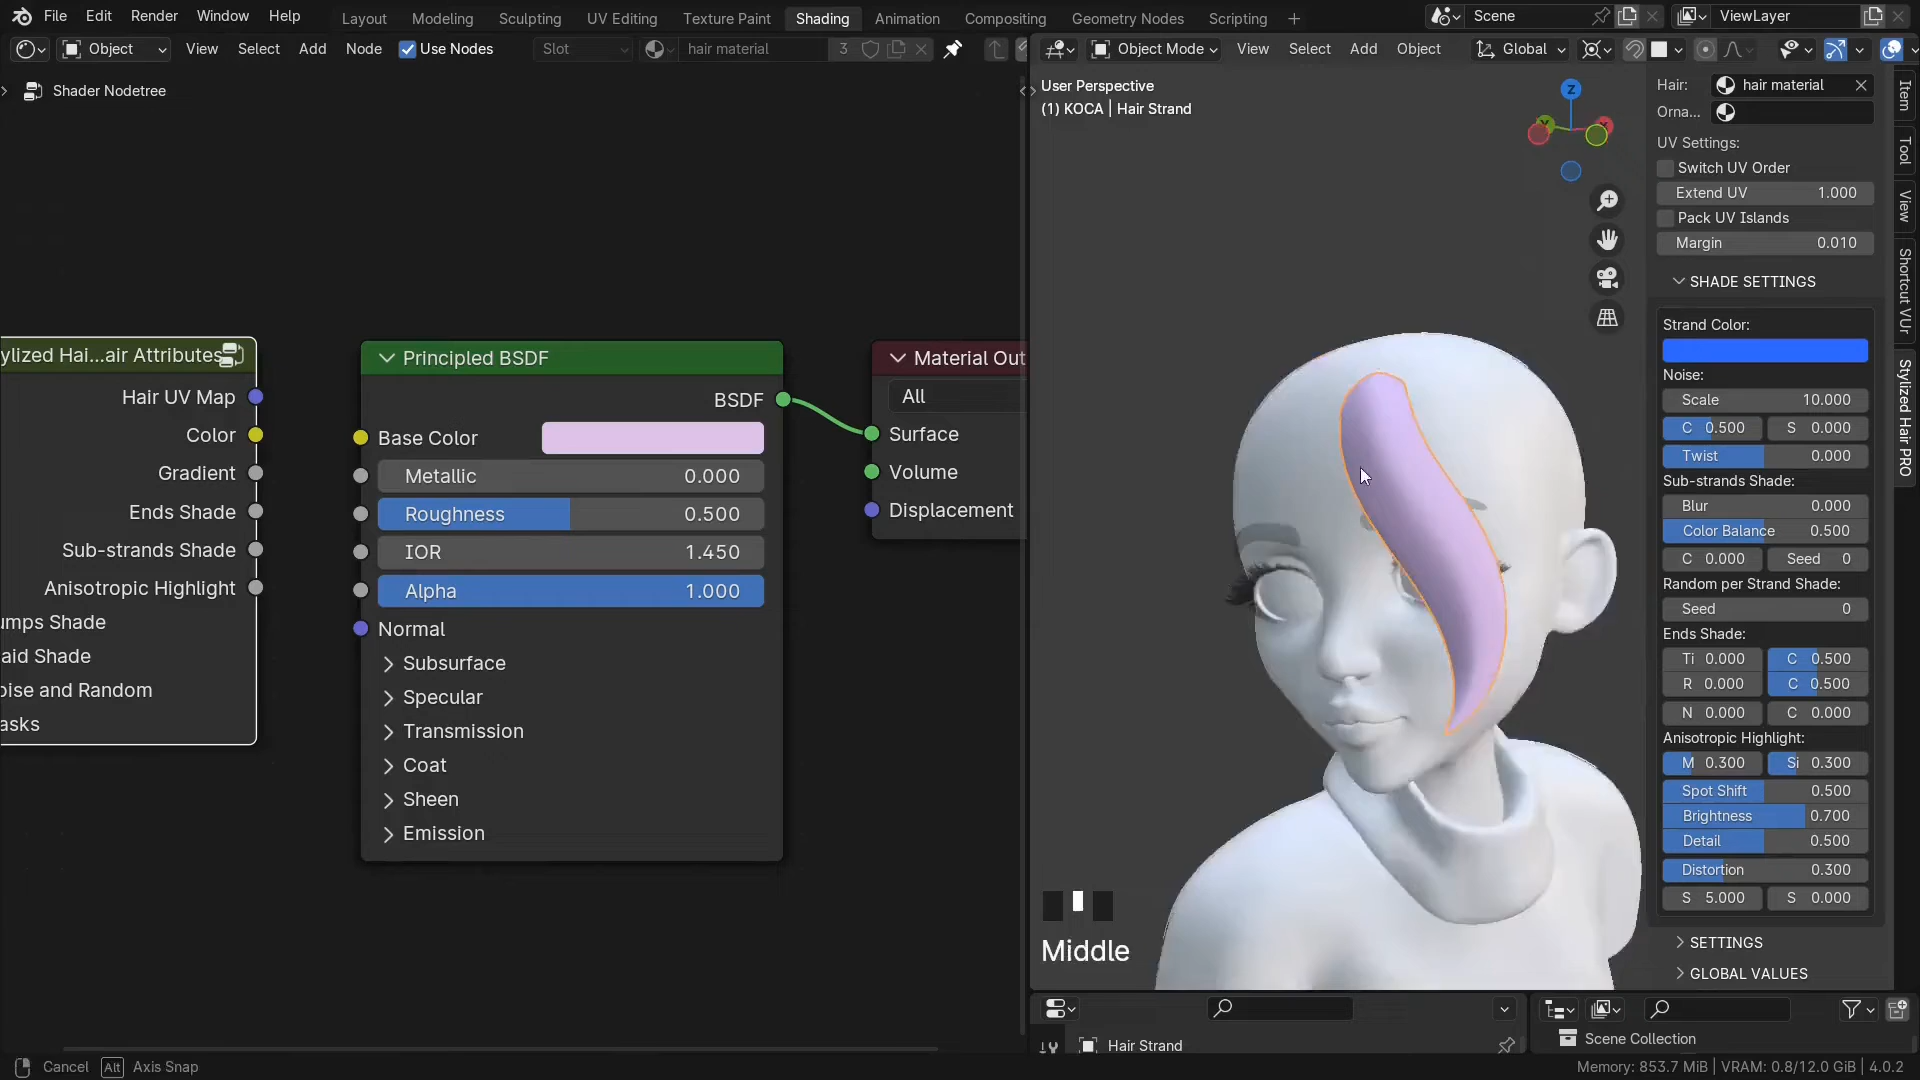 File Edit Render Window Help Layout Modeling Sculpting UV Editing Texture Paint Shading Animation Compositing Geometry Nodes Scripting + Scene ViewLayer
Object View Select Add Node Use Nodes Slot hair material 3
Object Mode View Select Add Object Global
Shader Nodetree
User Perspective
(1) KOCA | Hair Strand
Z
ylized Hai...air Attributes
Hair UV Map
Color
Gradient
Ends Shade
Sub-strands Shade
Anisotropic Highlight
umps Shade
aid Shade
oise and Random
asks
Principled BSDF
BSDF
Base Color
Metallic 0.000
Roughness 0.500
IOR 1.450
Alpha 1.000
Normal
Subsurface
Specular
Transmission
Coat
Sheen
Emission
Material Out
All
Surface
Volume
Displacement
Hair: hair material
Orna...
UV Settings:
Switch UV Order
Extend UV 1.000
Pack UV Islands
Margin 0.010
SHADE SETTINGS
Strand Color:
Noise:
Scale 10.000
C 0.500 S 0.000
Twist 0.000
Sub-strands Shade:
Blur 0.000
Color Balance 0.500
C 0.000 Seed 0
Random per Strand Shade:
Seed 0
Ends Shade:
Ti 0.000 C 0.500
R 0.000 C 0.500
N 0.000 C 0.000
Anisotropic Highlight:
M 0.300 Si 0.300
Spot Shift 0.500
Brightness 0.700
Detail 0.500
Distortion 0.300
S 5.000 S 0.000
SETTINGS
GLOBAL VALUES
Item
Tool
View
Shortcut VUr
Stylized Hair PRO
Middle
Hair Strand
Scene Collection
Cancel Alt Axis Snap
Memory: 853.7 MiB | VRAM: 0.8/12.0 GiB | 4.0.2